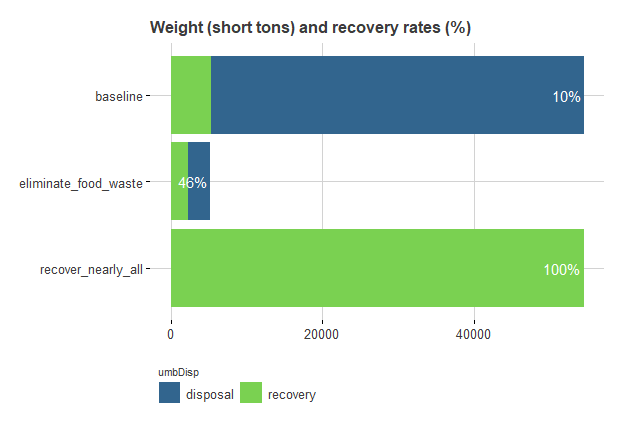 Weight (short tons) and recovery rates (%)
baseline
10%
eliminate_food_waste
46%
recover_nearly_all
100%
0 20000 40000
umbDisp
disposal recovery